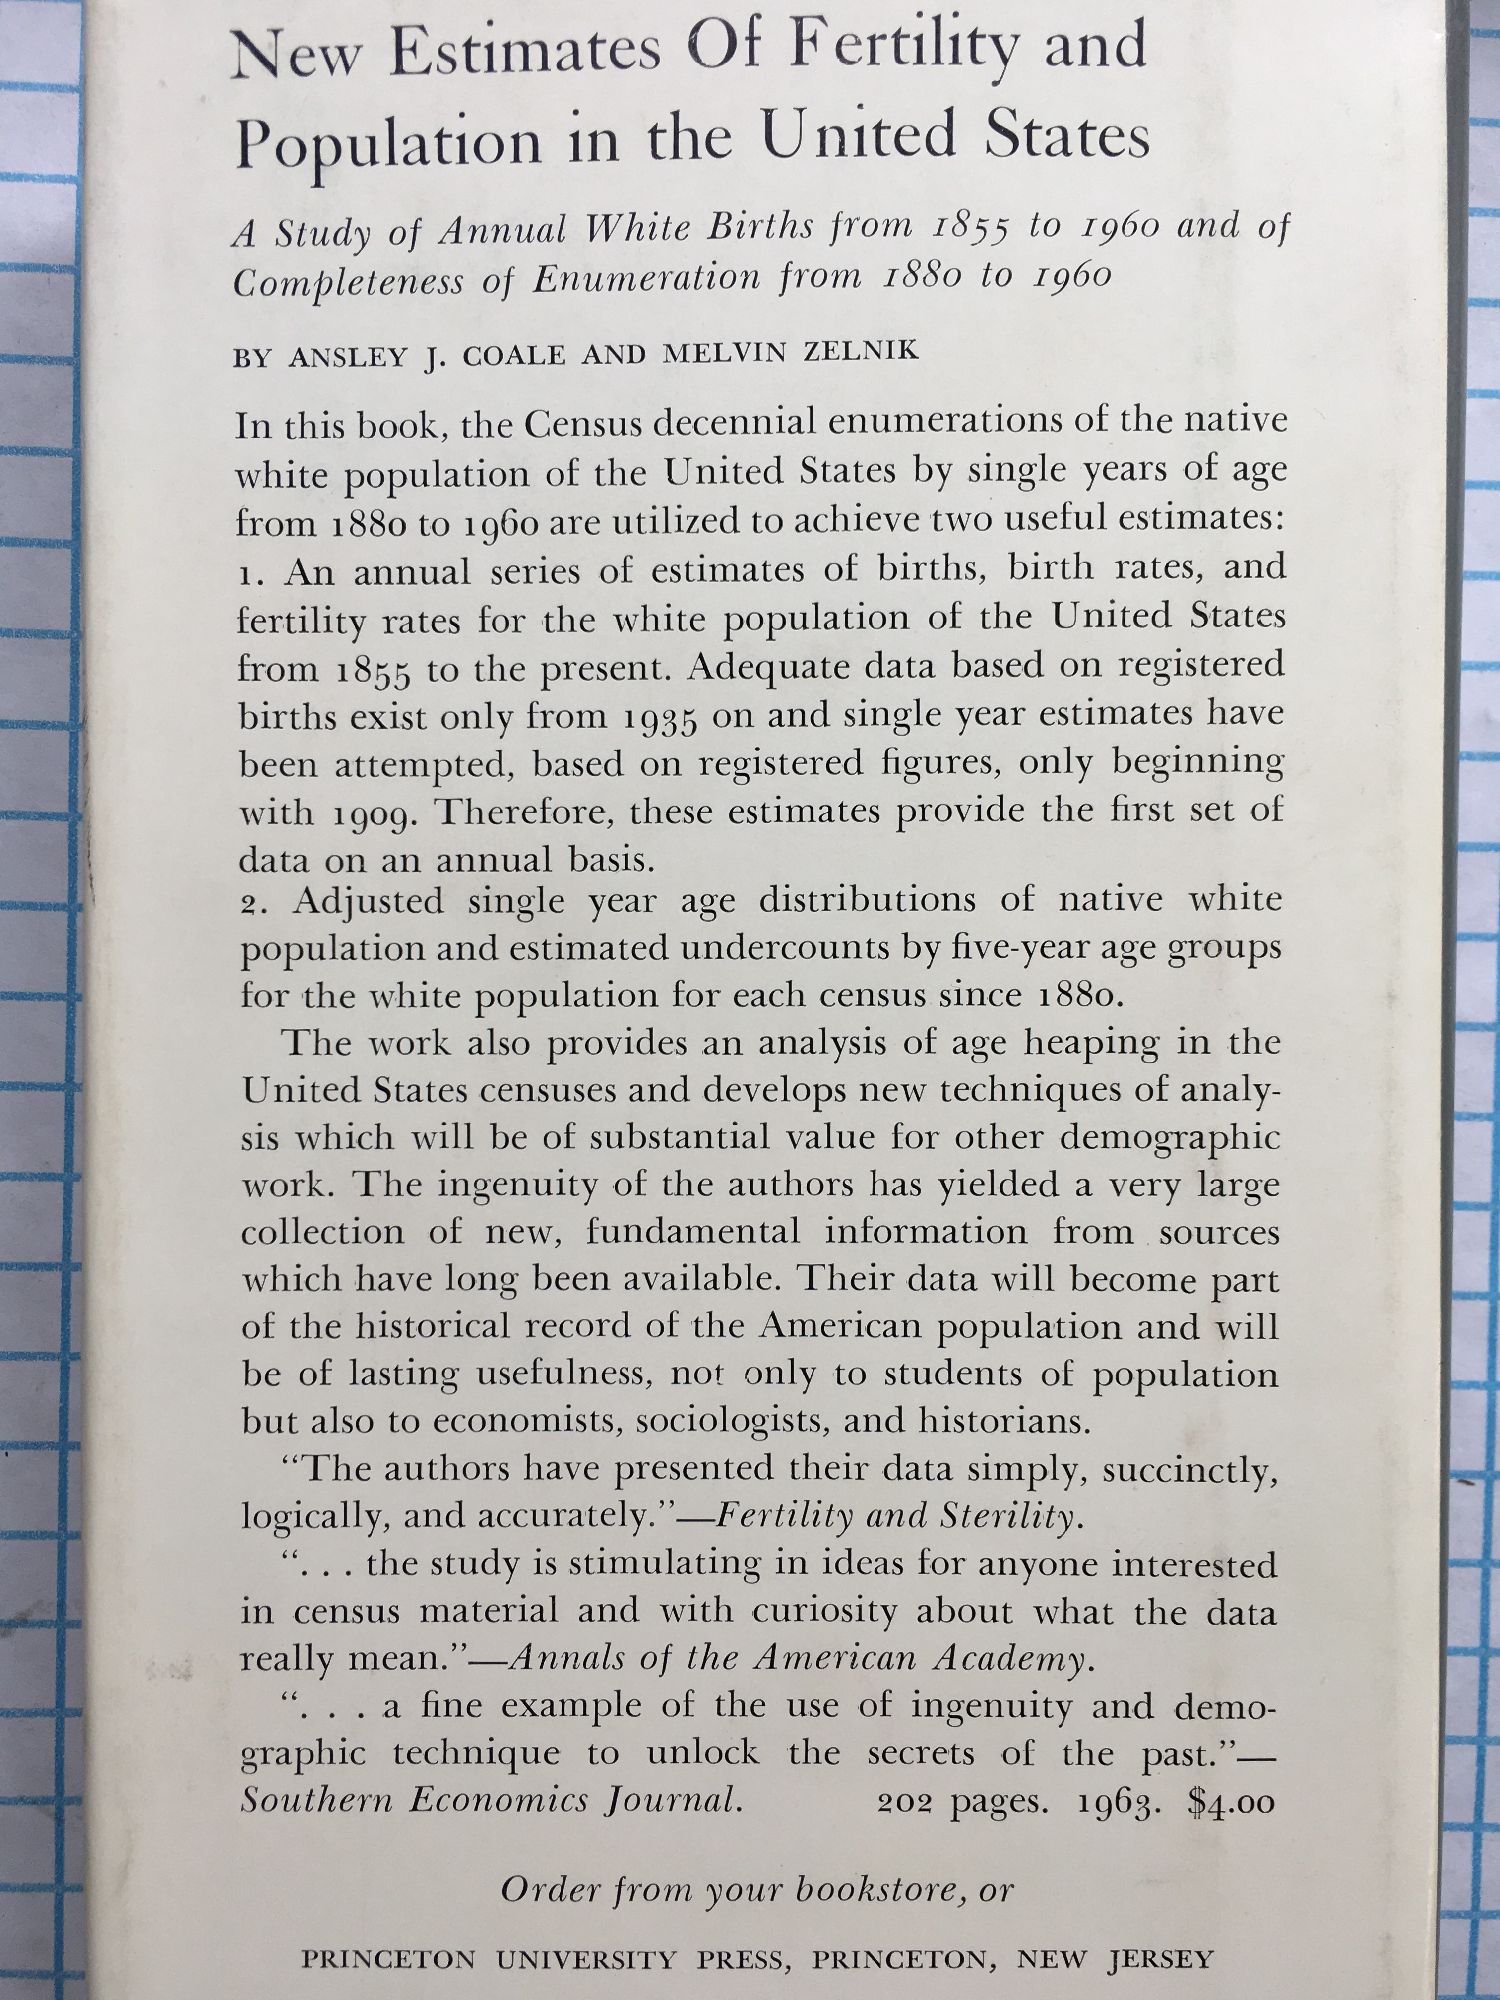 New Estimates Of Fertility and
Population in the United States
A Study of Annual White Births from 1855 to 1960 and of
Completeness of Enumeration from 1880 to 1960
BY ANSLEY J. COALE AND MELVIN ZELNIK
In this book, the Census decennial enumerations of the native
white population of the United States by single years of age
from 1880 to 1960 are utilized to achieve two useful estimates:
1. An annual series of estimates of births, birth rates, and
fertility rates for the white population of the United States
from 1855 to the present. Adequate data based on registered
births exist only from 1935 on and single year estimates have
been attempted, based on registered figures, only beginning
with 1909. Therefore, these estimates provide the first set of
data on an annual basis.
2. Adjusted single year age distributions of native white
population and estimated undercounts by five-year age groups
for the white population for each census since 1880.
The work also provides an analysis of age heaping in the
United States censuses and develops new techniques of analy-
sis which will be of substantial value for other demographic
work. The ingenuity of the authors has yielded a very large
collection of new, fundamental information from sources
which have long been available. Their data will become part
of the historical record of the American population and will
be of lasting usefulness, not only to students of population
but also to economists, sociologists, and historians.
“The authors have presented their data simply, succinctly,
logically, and accurately.”—Fertility and Sterility.
“. . . the study is stimulating in ideas for anyone interested
in census material and with curiosity about what the data
really mean.”—Annals of the American Academy.
“. . . a fine example of the use of ingenuity and demo-
graphic technique to unlock the secrets of the past.”—
Southern Economics Journal. 202 pages. 1963. $4.00
Order from your bookstore, or
PRINCETON UNIVERSITY PRESS, PRINCETON, NEW JERSEY